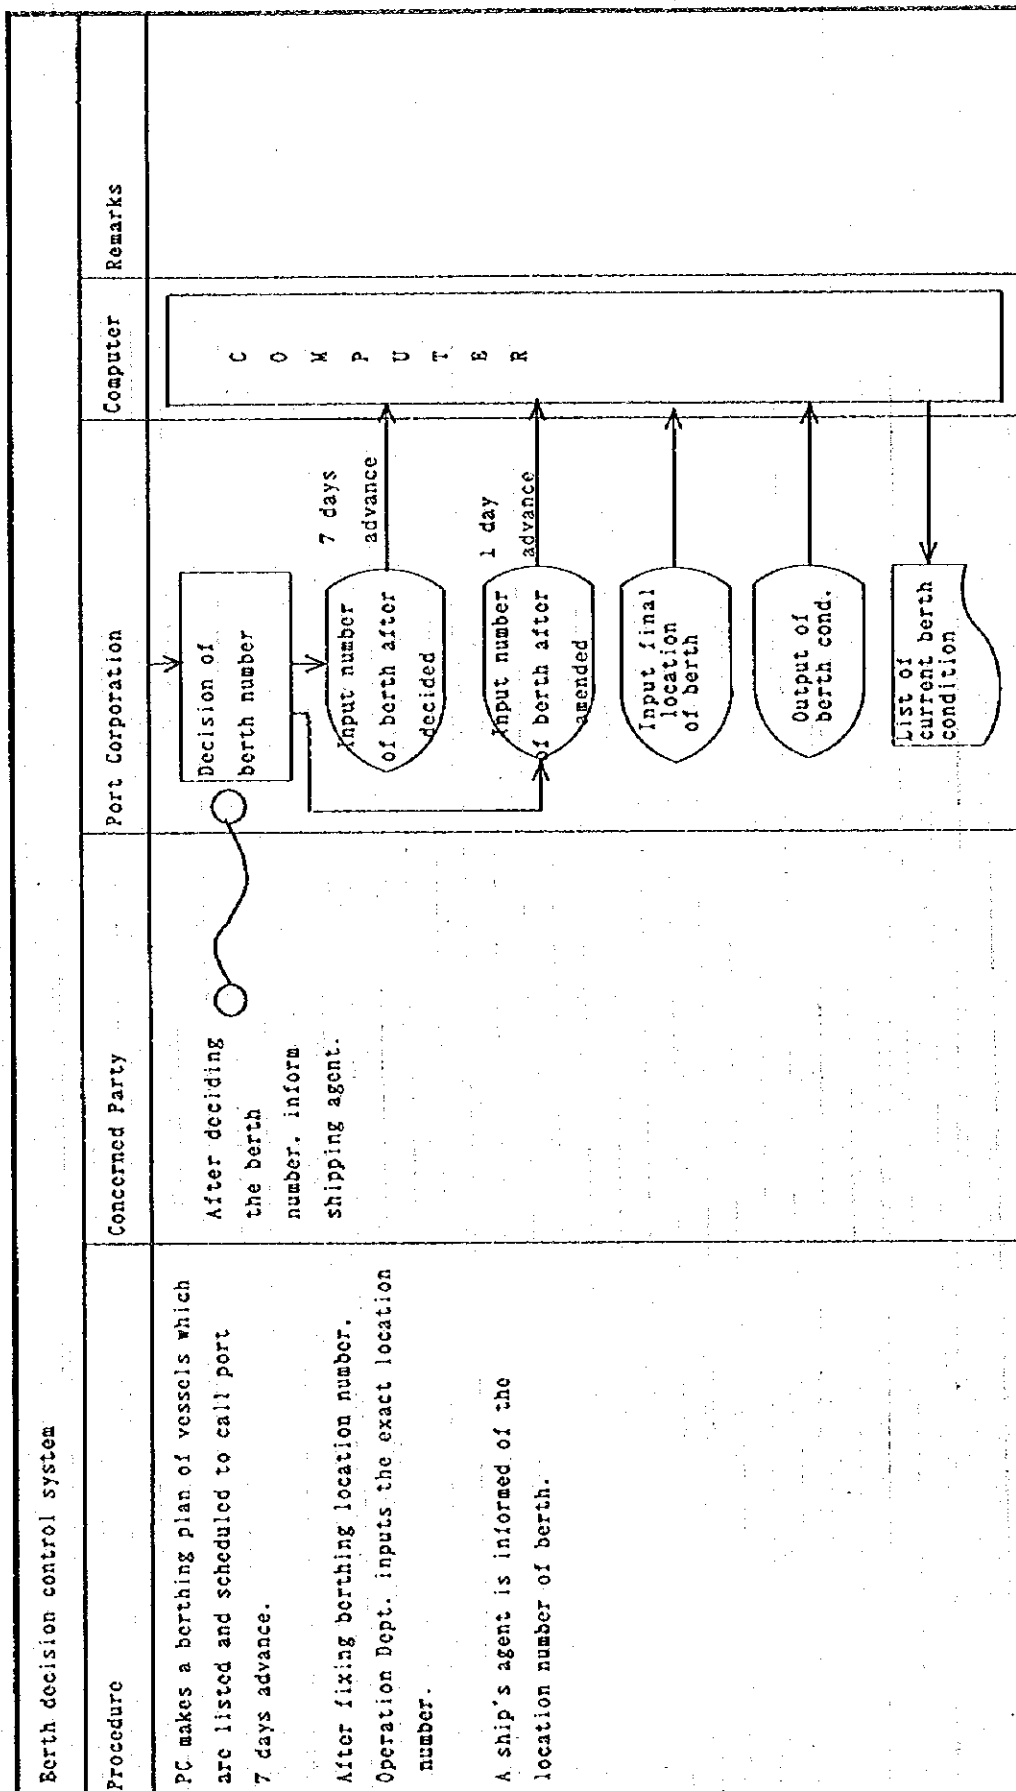 Berth decision control system
Procedure
Concerned Party
Port Corporation
Computer
Remarks
PC makes a berthing plan of vessels which
are listed and scheduled to call port
7 days advance.
After fixing berthing location number.
Operation Dept. inputs the exact location
number.
A ship's agent is informed of the
location number of berth.
After deciding
the berth
number. inform
shipping agent.
Decision of
berth number
Input number
of berth after
decided
7 days
advance
Input number
of berth after
amended
1 day
advance
Input final
location
of berth
Output of
berth cond.
List of
current berth
condition
C O M P U T E R